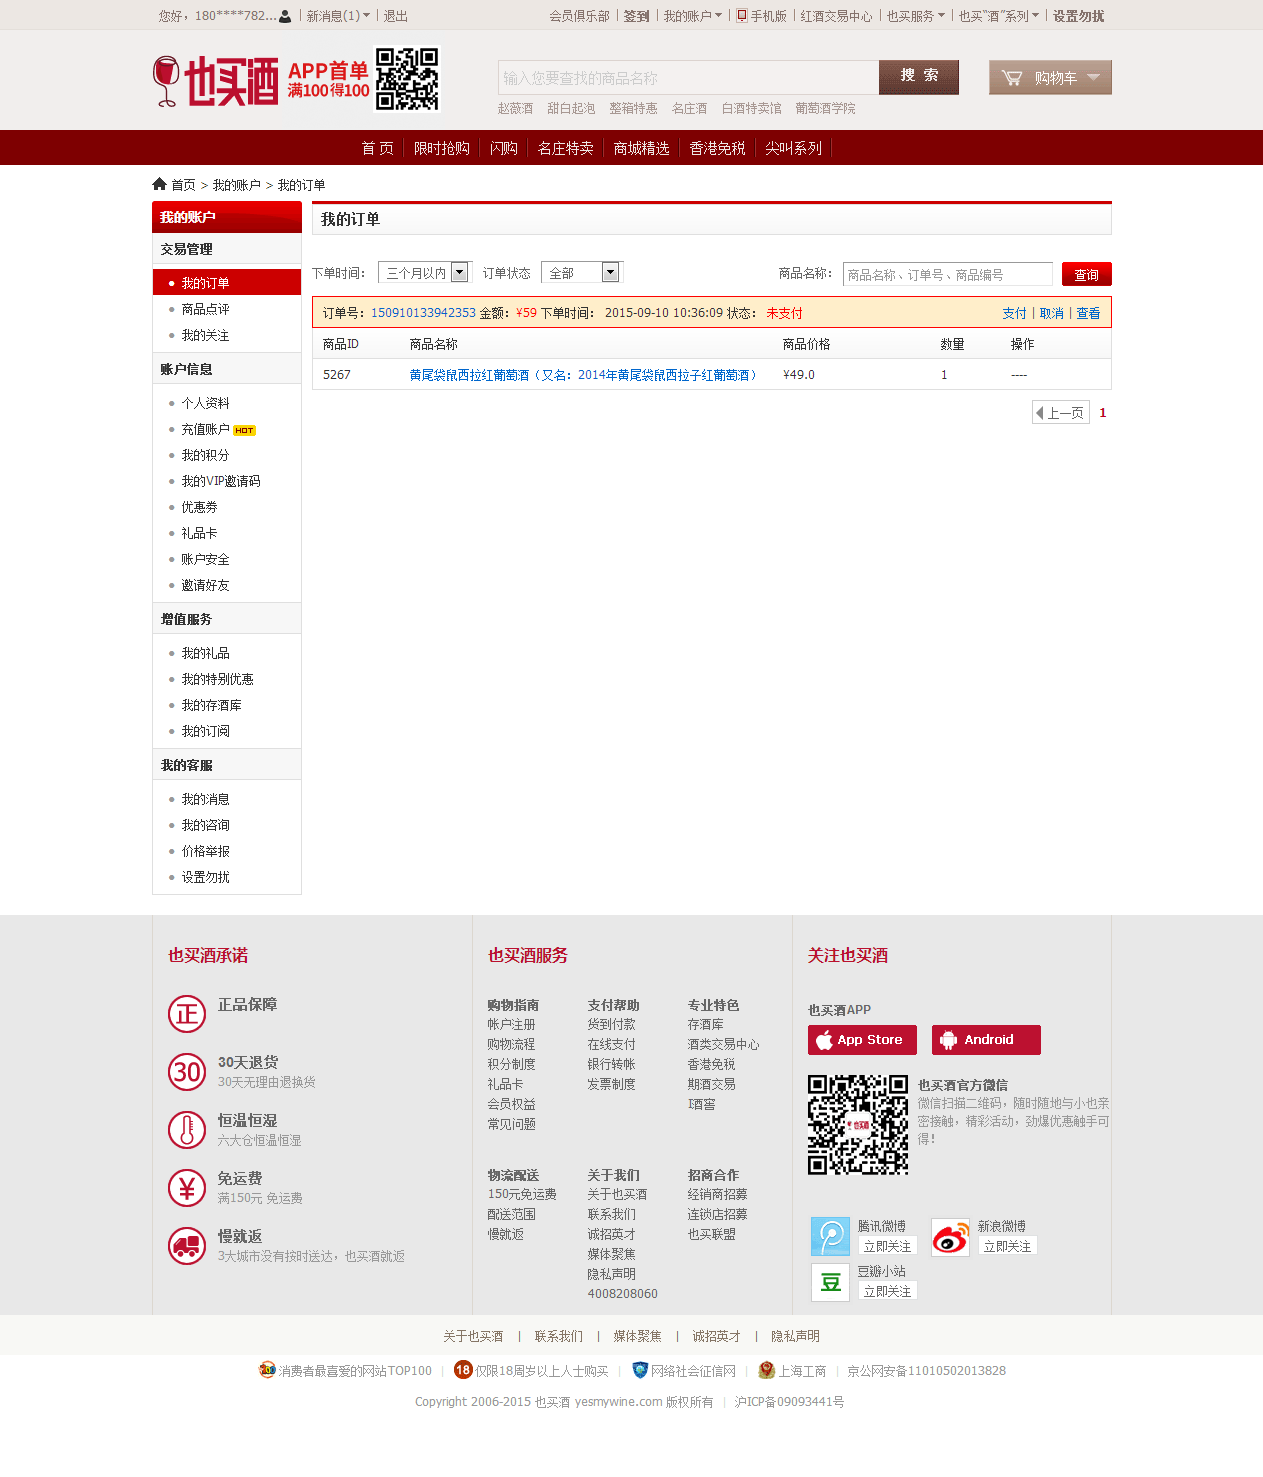 您好，180****782... 新消息(1) 退出 会员俱乐部 签到 我的账户 手机版 红酒交易中心 也买服务 也买“酒”系列 设置勿扰
也买酒 APP首单 满100得100
输入您要查找的商品名称 搜 索 购物车
赵薇酒 甜白起泡 整箱特惠 名庄酒 白酒特卖馆 葡萄酒学院
首 页 限时抢购 闪购 名庄特卖 商城精选 香港免税 尖叫系列
首页 > 我的账户 > 我的订单
我的账户
交易管理
我的订单
商品点评
我的关注
账户信息
个人资料
充值账户 HOT
我的积分
我的VIP邀请码
优惠劵
礼品卡
账户安全
邀请好友
增值服务
我的礼品
我的特别优惠
我的存酒库
我的订阅
我的客服
我的消息
我的咨询
价格举报
设置勿扰
我的订单
下单时间： 三个月以内 订单状态 全部 商品名称： 商品名称、订单号、商品编号 查询
订单号：150910133942353 金额：¥59 下单时间： 2015-09-10 10:36:09 状态： 未支付 支付 | 取消 | 查看
商品ID 商品名称 商品价格 数量 操作
5267 黄尾袋鼠西拉红葡萄酒（又名：2014年黄尾袋鼠西拉子红葡萄酒） ¥49.0 1 ----
上一页 1
也买酒承诺
正 正品保障
30 30天退货
30天无理由退换货
恒温恒湿
六大仓恒温恒湿
¥ 免运费
满150元 免运费
慢就返
3大城市没有按时送达，也买酒就返
也买酒服务
购物指南 支付帮助 专业特色
帐户注册 货到付款 存酒库
购物流程 在线支付 酒类交易中心
积分制度 银行转帐 香港免税
礼品卡 发票制度 期酒交易
会员权益 I酒窖
常见问题
物流配送 关于我们 招商合作
150元免运费 关于也买酒 经销商招募
配送范围 联系我们 连锁店招募
慢就返 诚招英才 也买联盟
媒体聚焦
隐私声明
4008208060
关注也买酒
也买酒APP
App Store Android
也买酒
也买酒官方微信
微信扫描二维码，随时随地与小也亲
密接触，精彩活动，劲爆优惠触手可
得！
腾讯微博 立即关注
新浪微博 立即关注
豆 豆瓣小站 立即关注
关于也买酒 | 联系我们 | 媒体聚焦 | 诚招英才 | 隐私声明
消费者最喜爱的网站TOP100 | 18 仅限18周岁以上人士购买 | 网络社会征信网 | 上海工商 | 京公网安备11010502013828
Copyright 2006-2015 也买酒 yesmywine.com 版权所有 | 沪ICP备09093441号